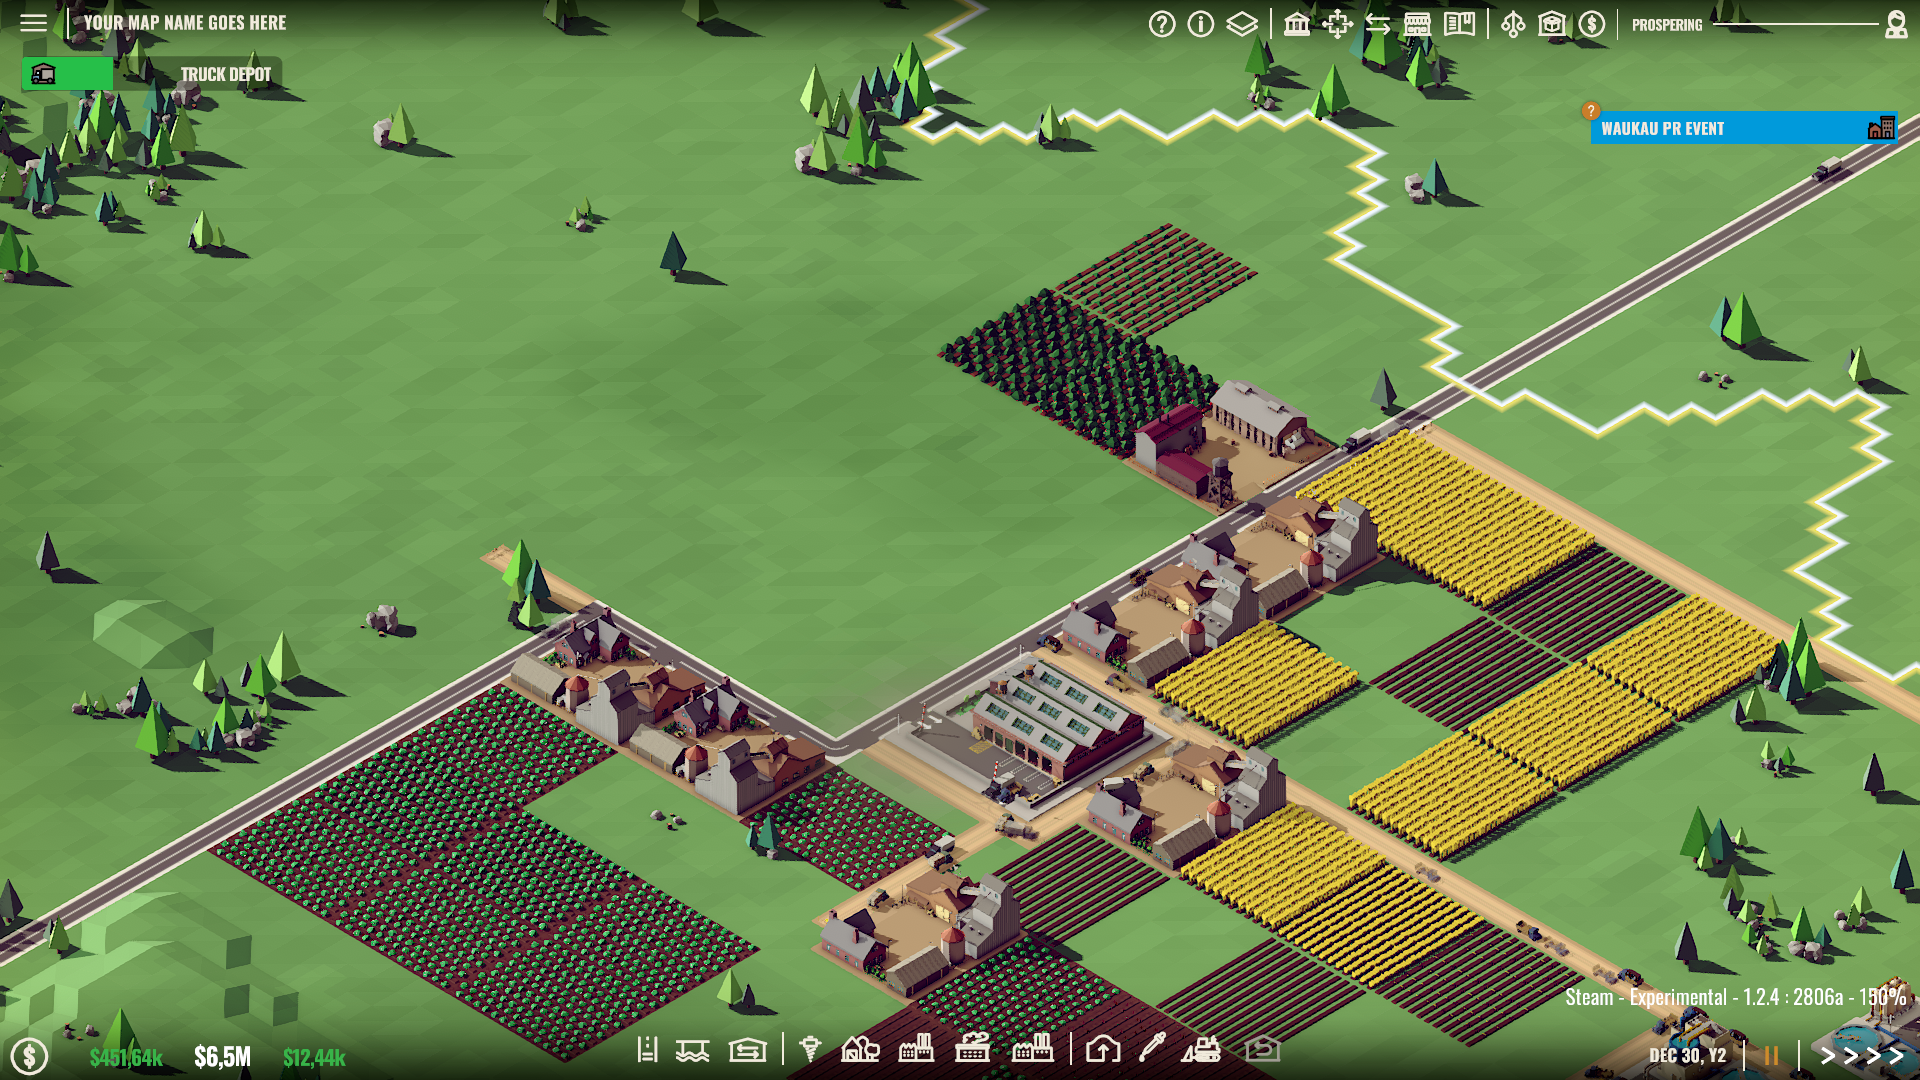 YOUR MAP NAME GOES HERE
PROSPERING
TRUCK DEPOT
?
WAUKAU PR EVENT
Steam - Experimental - 1.2.4 : 2806a - 150%
$451,64k
$6,5M
$12,44k
DEC 30, Y2